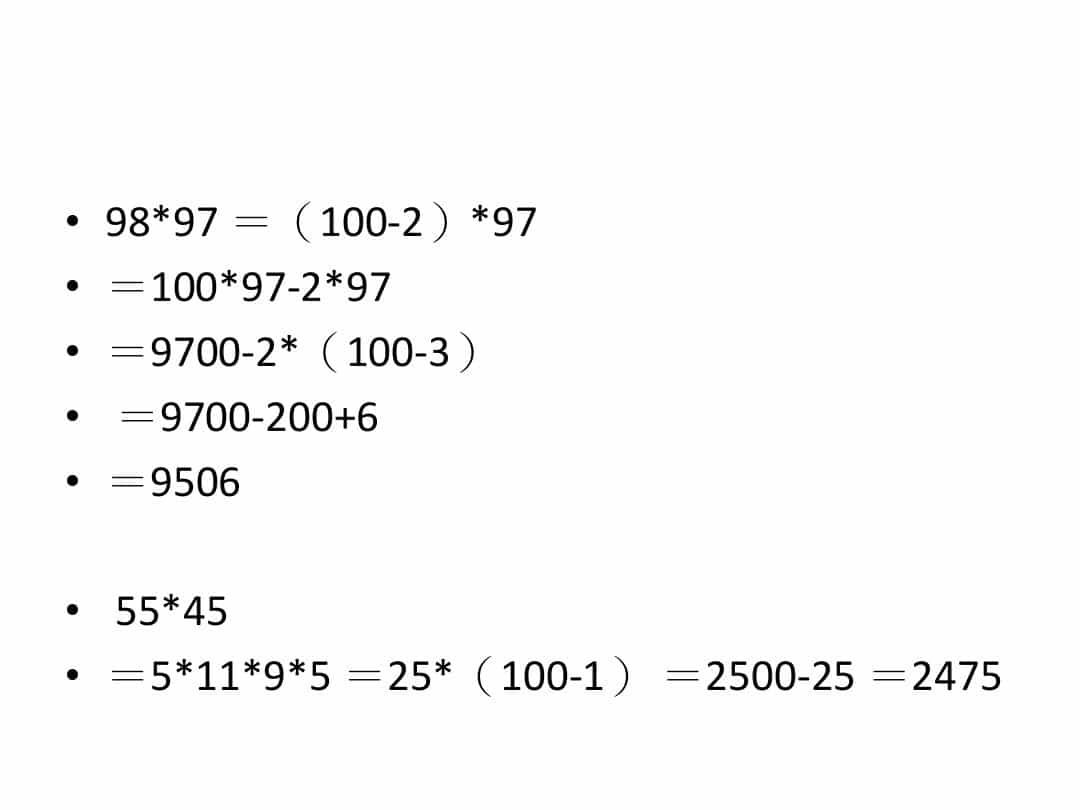 • 98*97 ＝（100-2）*97
• ＝100*97-2*97
• ＝9700-2*（100-3）
• ＝9700-200+6
• ＝9506
• 55*45
• ＝5*11*9*5 ＝25*（100-1） ＝2500-25 ＝2475